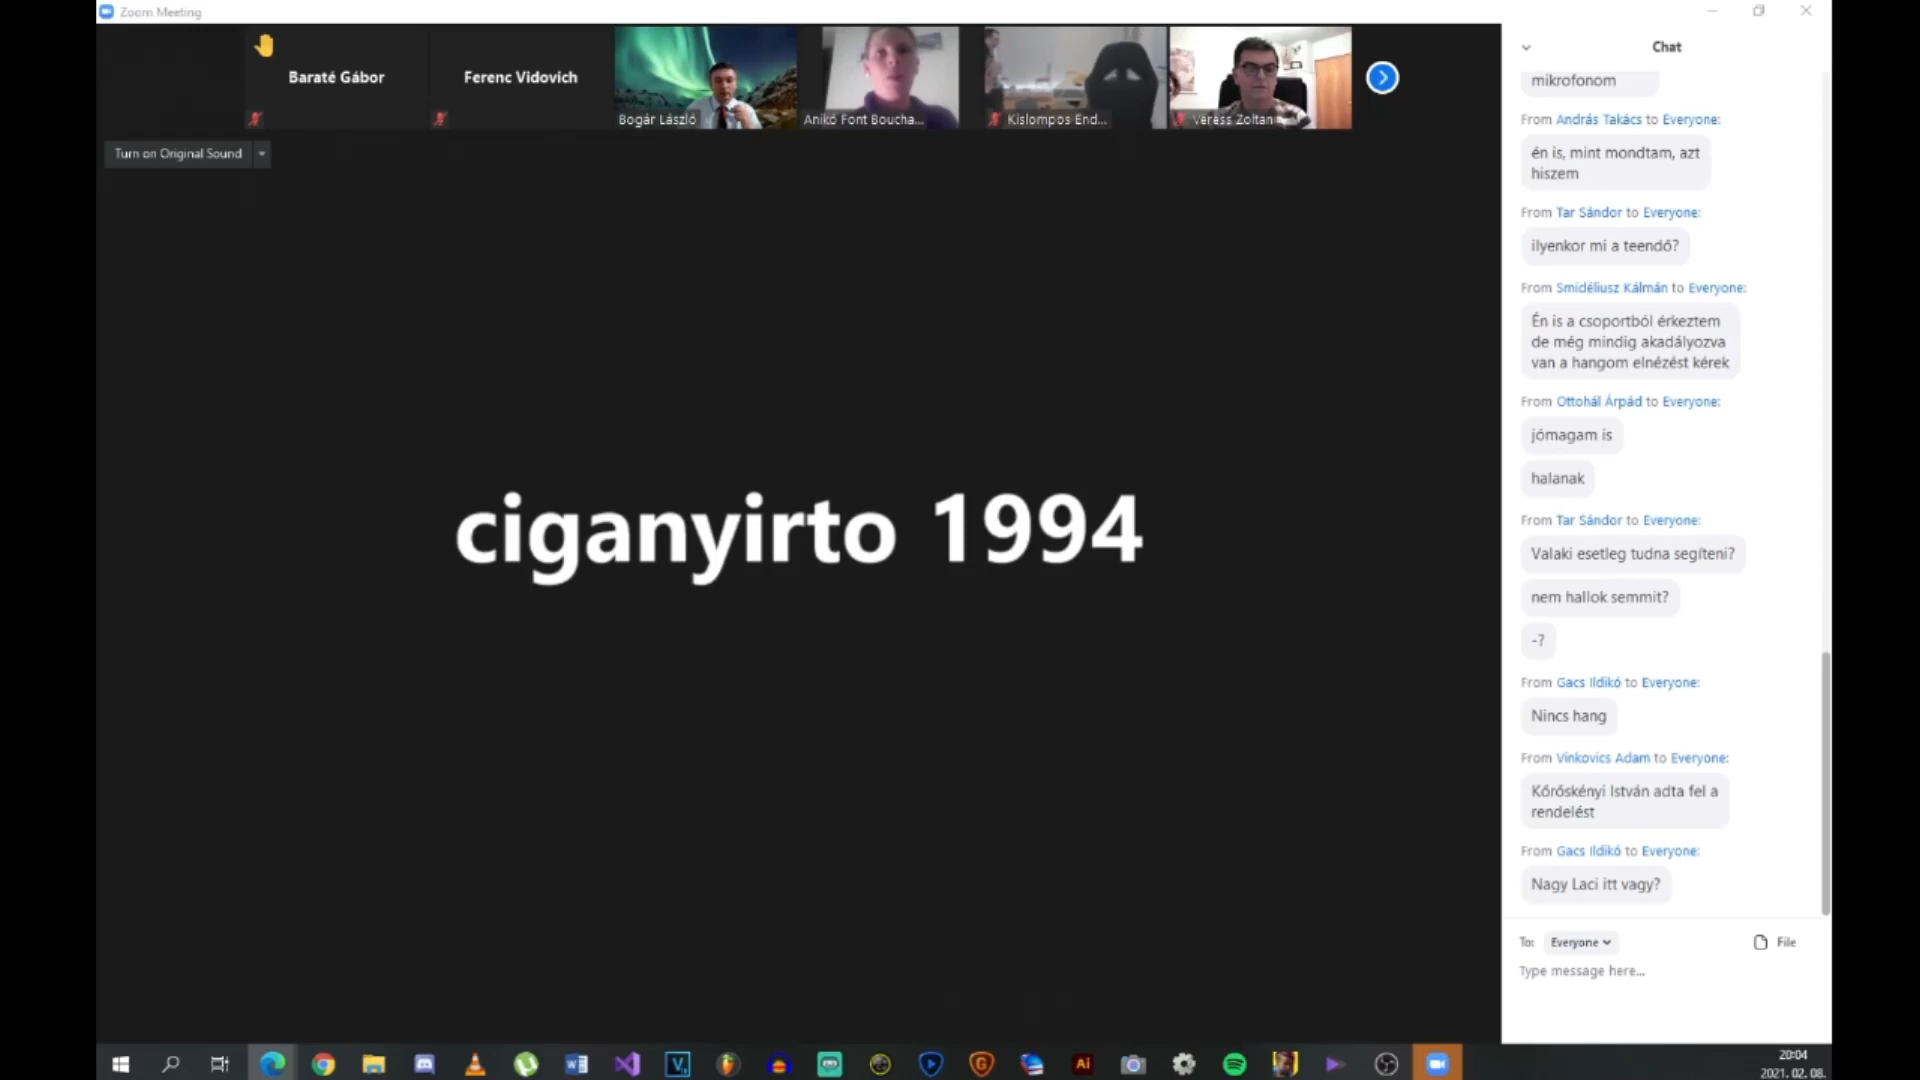 Zoom Meeting
Baraté Gábor
Ferenc Vidovich
Bogár László
Anikó Font Boucha...
Kislompos End...
Veress Zoltan
Turn on Original Sound
ciganyirto 1994
Chat
mikrofonom
From András Takács to Everyone:
én is, mint mondtam, azt
hiszem
From Tar Sándor to Everyone:
ilyenkor mi a teendő?
From Smidéliusz Kálmán to Everyone:
Én is a csoportból érkeztem
de még mindig akadályozva
van a hangom elnézést kérek
From Ottohál Árpád to Everyone:
jómagam is
halanak
From Tar Sándor to Everyone:
Valaki esetleg tudna segíteni?
nem hallok semmit?
-?
From Gacs Ildikó to Everyone:
Nincs hang
From Vinkovics Adam to Everyone:
Kőröskényi István adta fel a
rendelést
From Gacs Ildikó to Everyone:
Nagy Laci itt vagy?
To: Everyone
File
Type message here...
20:04
2021. 02. 08.